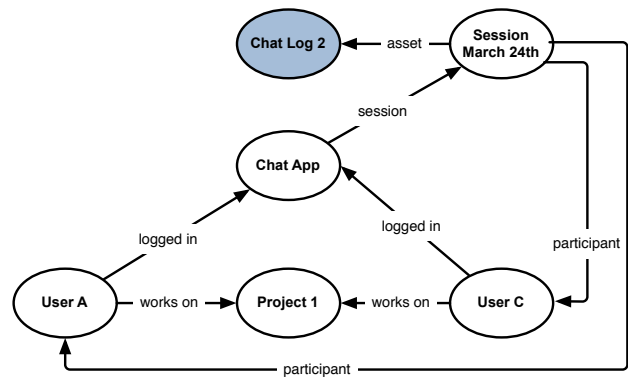 Chat Log 2
asset
Session
March 24th
session
Chat App
logged in
logged in
participant
User A
works on
Project 1
works on
User C
participant